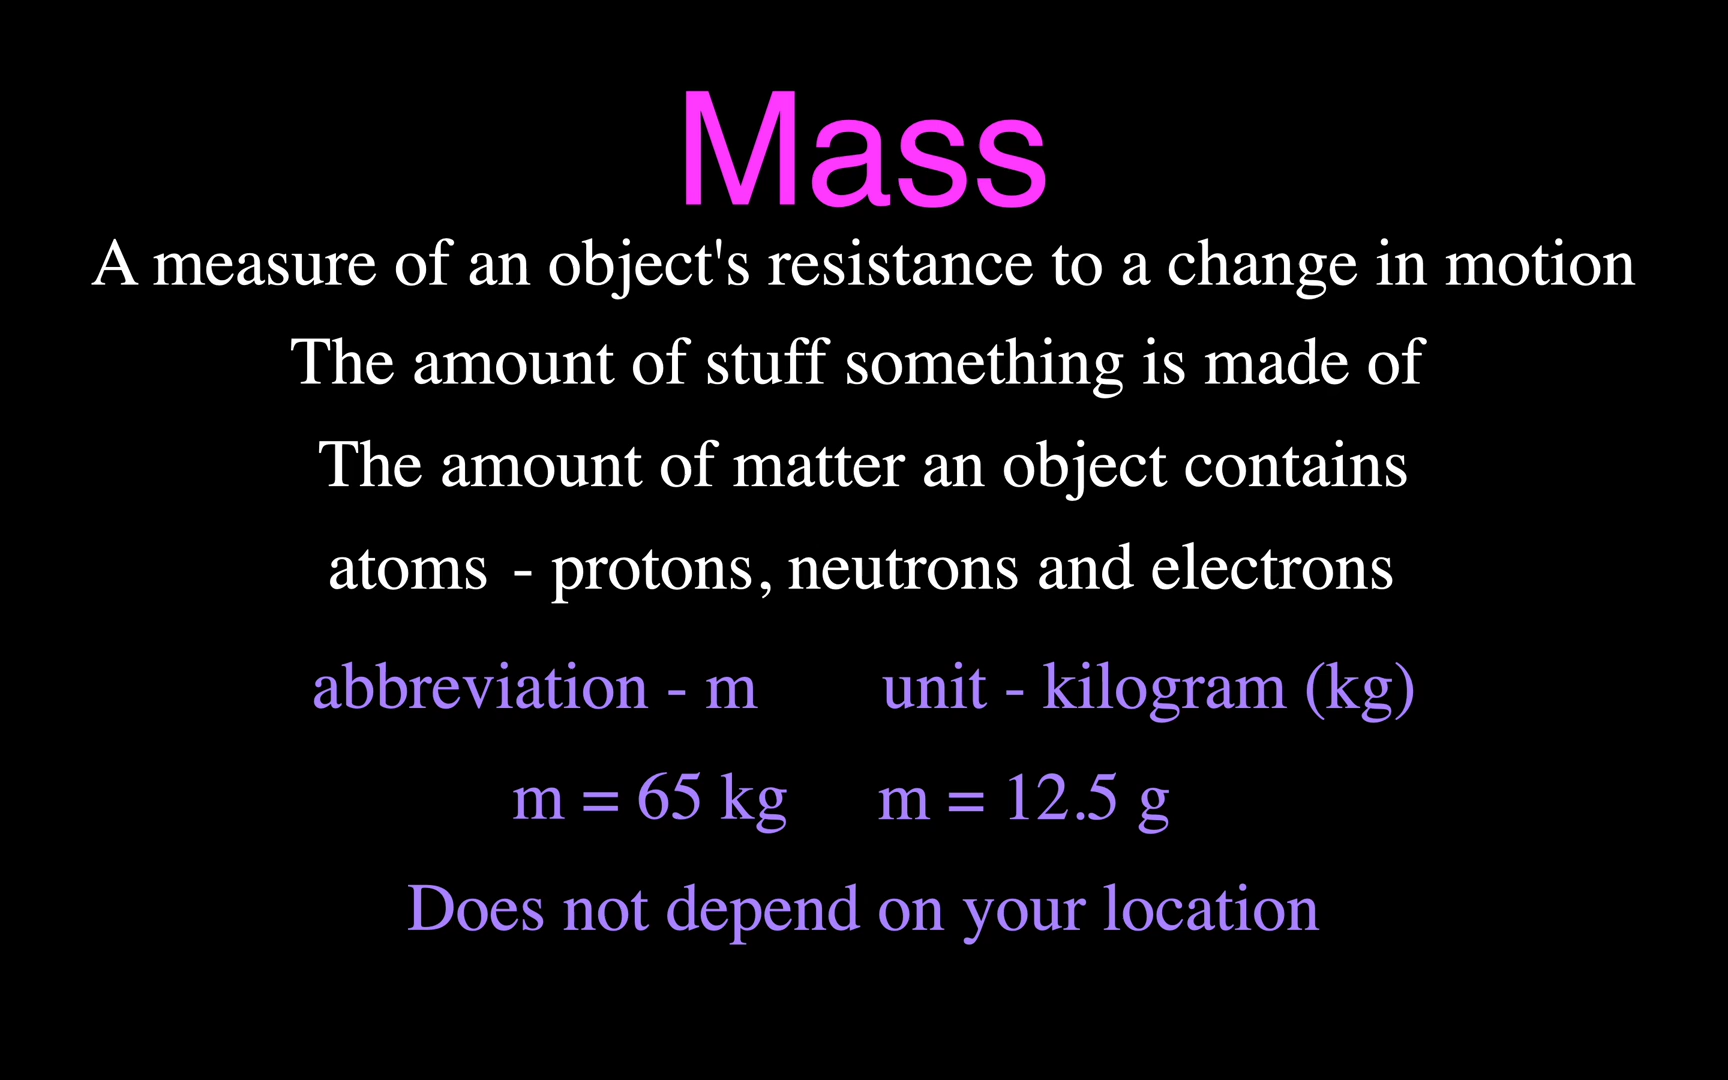 Mass
A measure of an object's resistance to a change in motion
The amount of stuff something is made of
The amount of matter an object contains
atoms - protons, neutrons and electrons
abbreviation - m unit - kilogram (kg)
m = 65 kg m = 12.5 g
Does not depend on your location